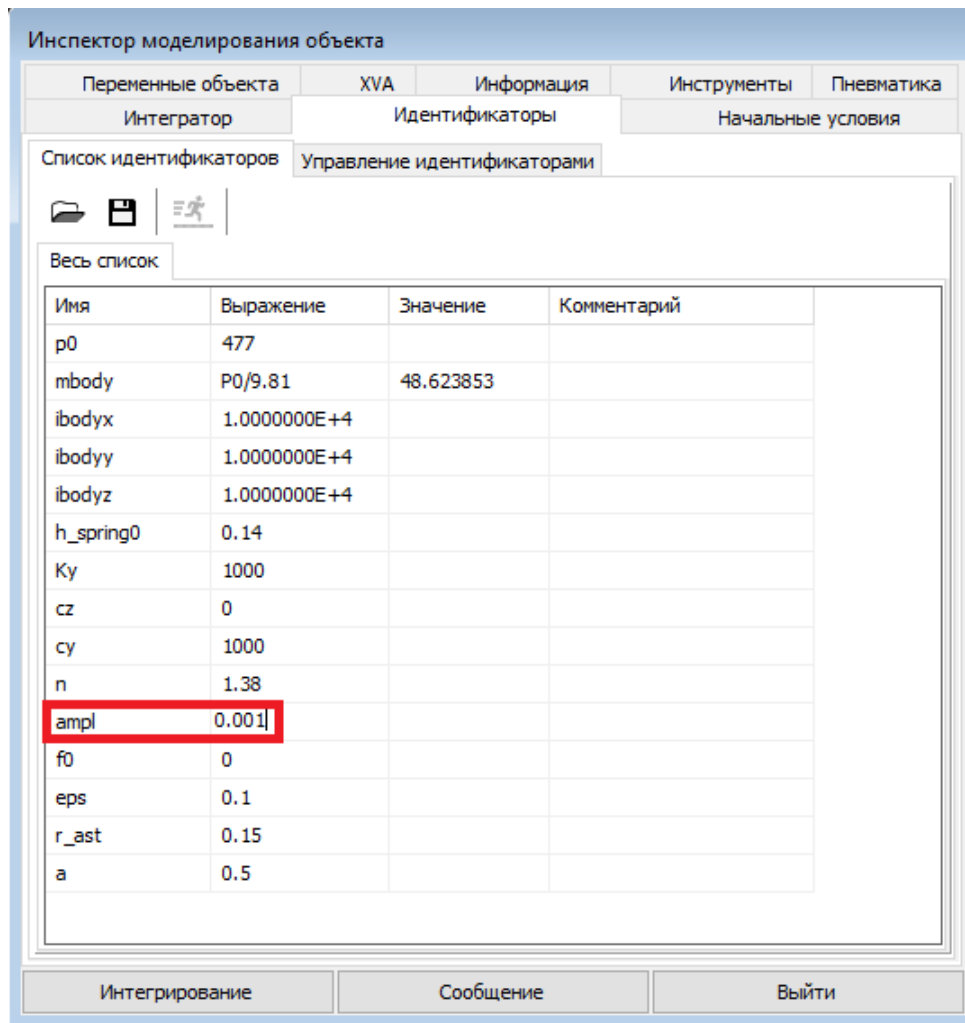 Инспектор моделирования объекта
Переменные объекта XVA Информация Инструменты Пневматика
Интегратор Идентификаторы Начальные условия
Список идентификаторов Управление идентификаторами
Весь список
Имя Выражение Значение Комментарий
p0 477
mbody P0/9.81 48.623853
ibodyx 1.0000000E+4
ibodyy 1.0000000E+4
ibodyz 1.0000000E+4
h_spring0 0.14
Ky 1000
cz 0
cy 1000
n 1.38
ampl 0.001
f0 0
eps 0.1
r_ast 0.15
a 0.5
Интегрирование Сообщение Выйти